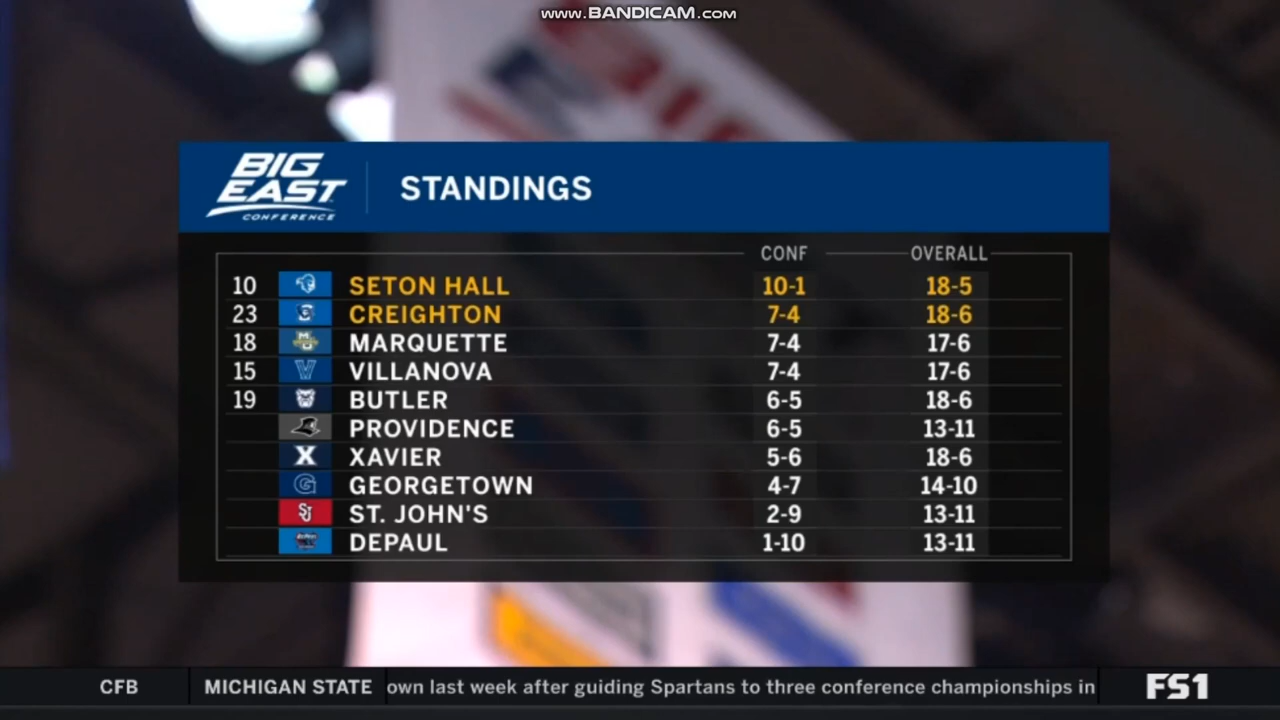 www.BANDICAM.com
BIG EAST CONFERENCE STANDINGS
CONF OVERALL
10 SETON HALL 10-1 18-5
23 CREIGHTON 7-4 18-6
18 MARQUETTE 7-4 17-6
15 VILLANOVA 7-4 17-6
19 BUTLER 6-5 18-6
PROVIDENCE 6-5 13-11
X XAVIER 5-6 18-6
G GEORGETOWN 4-7 14-10
SJ ST. JOHN'S 2-9 13-11
DEPAUL 1-10 13-11
CFB MICHIGAN STATE own last week after guiding Spartans to three conference championships in FS1